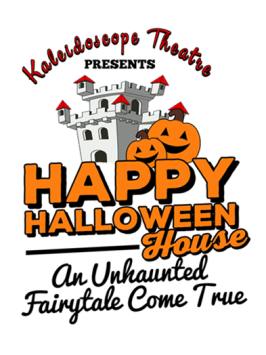 Kaleidoscope Theatre
PRESENTS
HAPPY
HALLOWEEN
House
An Unhaunted
Fairytale Come True